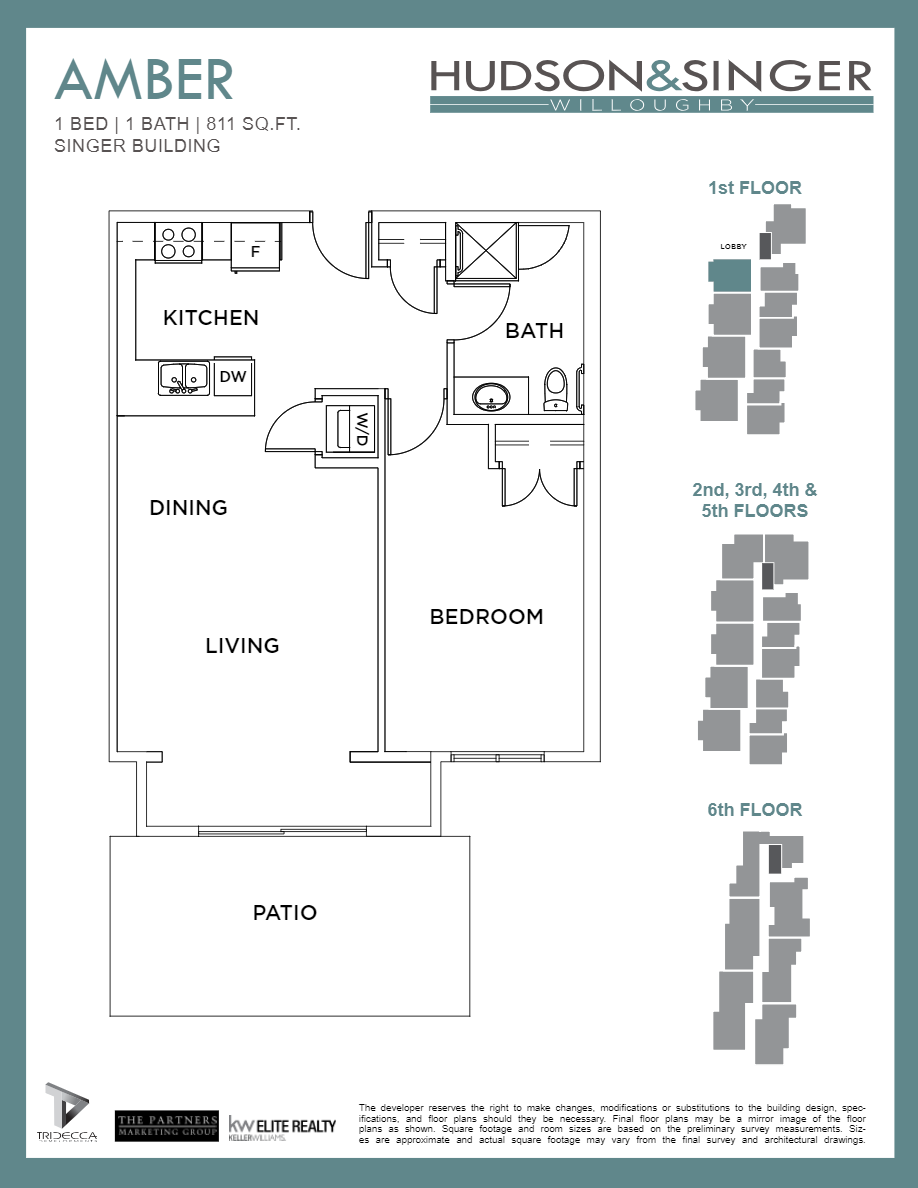 AMBER
1 BED | 1 BATH | 811 SQ.FT.
SINGER BUILDING
HUDSON&SINGER
WILLOUGHBY
1st FLOOR
LOBBY
F
KITCHEN
BATH
DW
W/D
DINING
2nd, 3rd, 4th &
5th FLOORS
BEDROOM
LIVING
6th FLOOR
PATIO
TRIDECCA
DEVELOPMENTS
THE PARTNERS
MARKETING GROUP
kw ELITE REALTY
KELLERWILLIAMS.
The developer reserves the right to make changes, modifications or substitutions to the building design, spec-
ifications, and floor plans should they be necessary. Final floor plans may be a mirror image of the floor
plans as shown. Square footage and room sizes are based on the preliminary survey measurements. Siz-
es are approximate and actual square footage may vary from the final survey and architectural drawings.